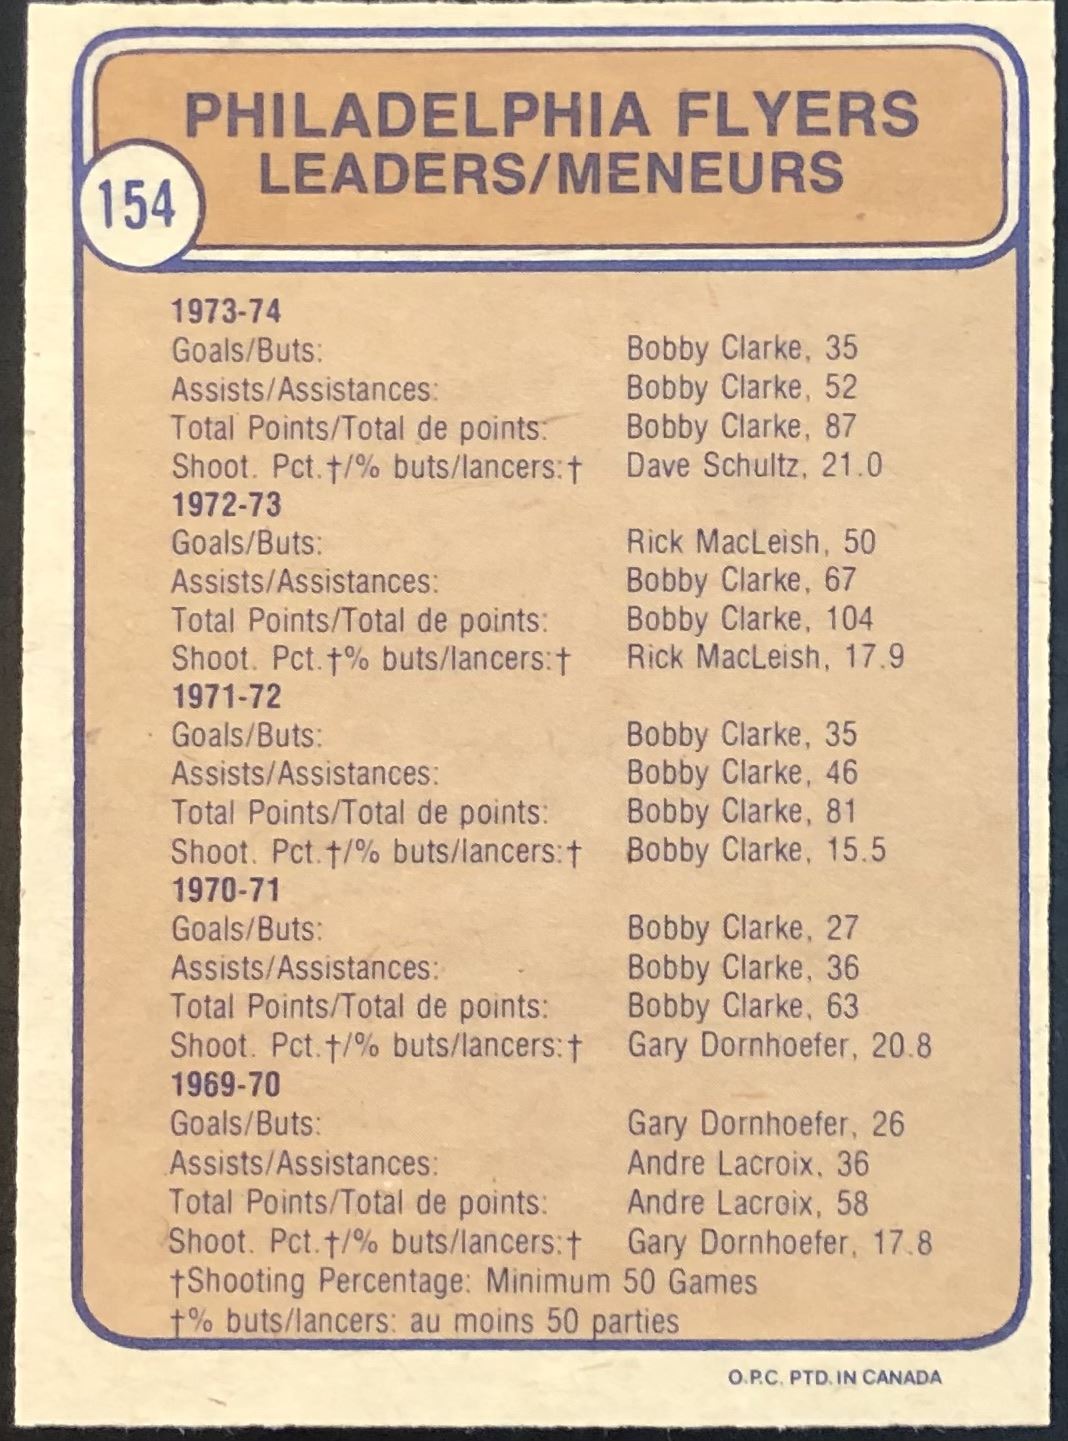 PHILADELPHIA FLYERS
LEADERS/MENEURS
154
1973-74
Goals/Buts: Bobby Clarke, 35
Assists/Assistances: Bobby Clarke, 52
Total Points/Total de points: Bobby Clarke, 87
Shoot. Pct.†/% buts/lancers:† Dave Schultz, 21.0
1972-73
Goals/Buts: Rick MacLeish, 50
Assists/Assistances: Bobby Clarke, 67
Total Points/Total de points: Bobby Clarke, 104
Shoot. Pct.†% buts/lancers:† Rick MacLeish, 17.9
1971-72
Goals/Buts: Bobby Clarke, 35
Assists/Assistances: Bobby Clarke, 46
Total Points/Total de points: Bobby Clarke, 81
Shoot. Pct.†/% buts/lancers:† Bobby Clarke, 15.5
1970-71
Goals/Buts: Bobby Clarke, 27
Assists/Assistances: Bobby Clarke, 36
Total Points/Total de points: Bobby Clarke, 63
Shoot. Pct.†/% buts/lancers:† Gary Dornhoefer, 20.8
1969-70
Goals/Buts: Gary Dornhoefer, 26
Assists/Assistances: Andre Lacroix, 36
Total Points/Total de points: Andre Lacroix, 58
Shoot. Pct.†/% buts/lancers:† Gary Dornhoefer, 17.8
†Shooting Percentage: Minimum 50 Games
†% buts/lancers: au moins 50 parties
O.P.C. PTD. IN CANADA